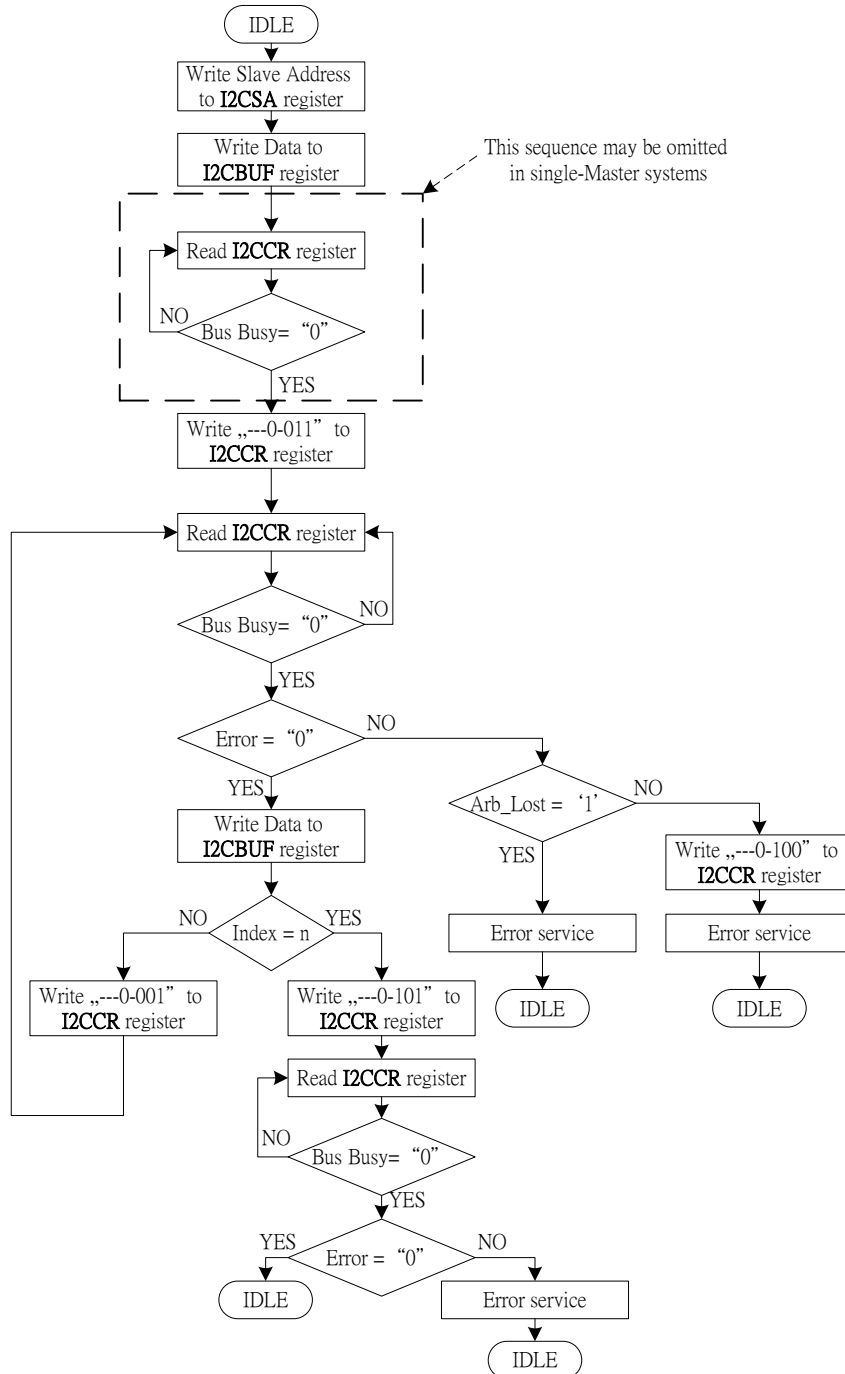 IDLE
Write Slave Address
to I2CSA register
Write Data to
I2CBUF register
This sequence may be omitted
in single-Master systems
Read I2CCR register
NO
Bus Busy= “0”
YES
Write „---0-011” to
I2CCR register
Read I2CCR register
NO
Bus Busy= “0”
YES
NO
Error = “0”
YES
Arb_Lost = ‘1’
NO
YES
Write Data to
I2CBUF register
Write „---0-100” to
I2CCR register
NO
YES
Index = n
Error service
Error service
Write „---0-001” to
I2CCR register
Write „---0-101” to
I2CCR register
IDLE
IDLE
Read I2CCR register
NO
Bus Busy= “0”
YES
YES
NO
Error = “0”
IDLE
Error service
IDLE